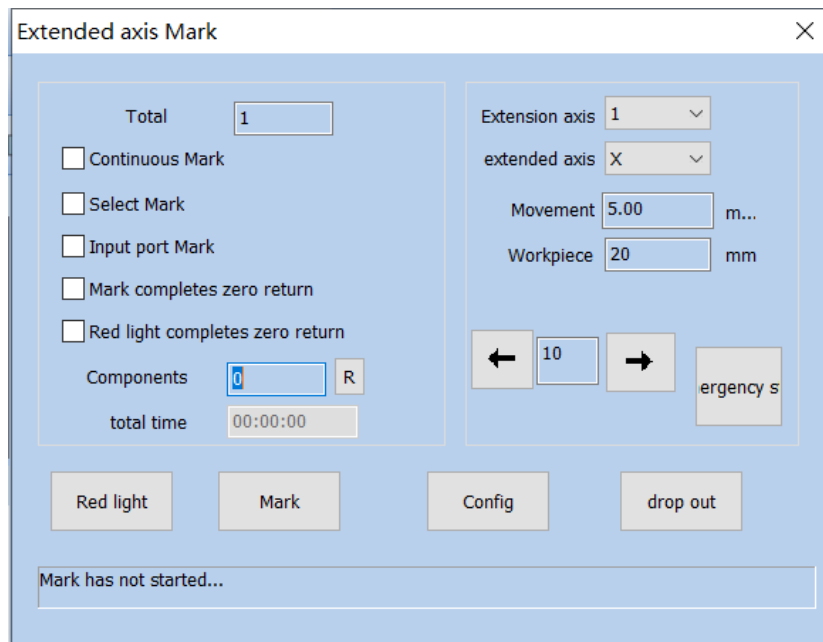 Extended axis Mark
Total 1
Continuous Mark
Select Mark
Input port Mark
Mark completes zero return
Red light completes zero return
Components 0 R
total time 00:00:00
Extension axis 1
extended axis X
Movement 5.00 m...
Workpiece 20 mm
10
ergency s
Red light
Mark
Config
drop out
Mark has not started...